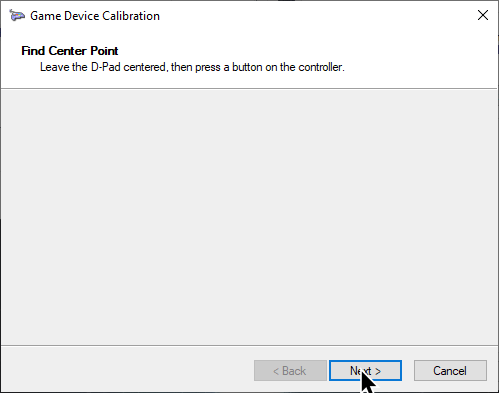 Game Device Calibration
Find Center Point
Leave the D-Pad centered, then press a button on the controller.
< Back
Next >
Cancel